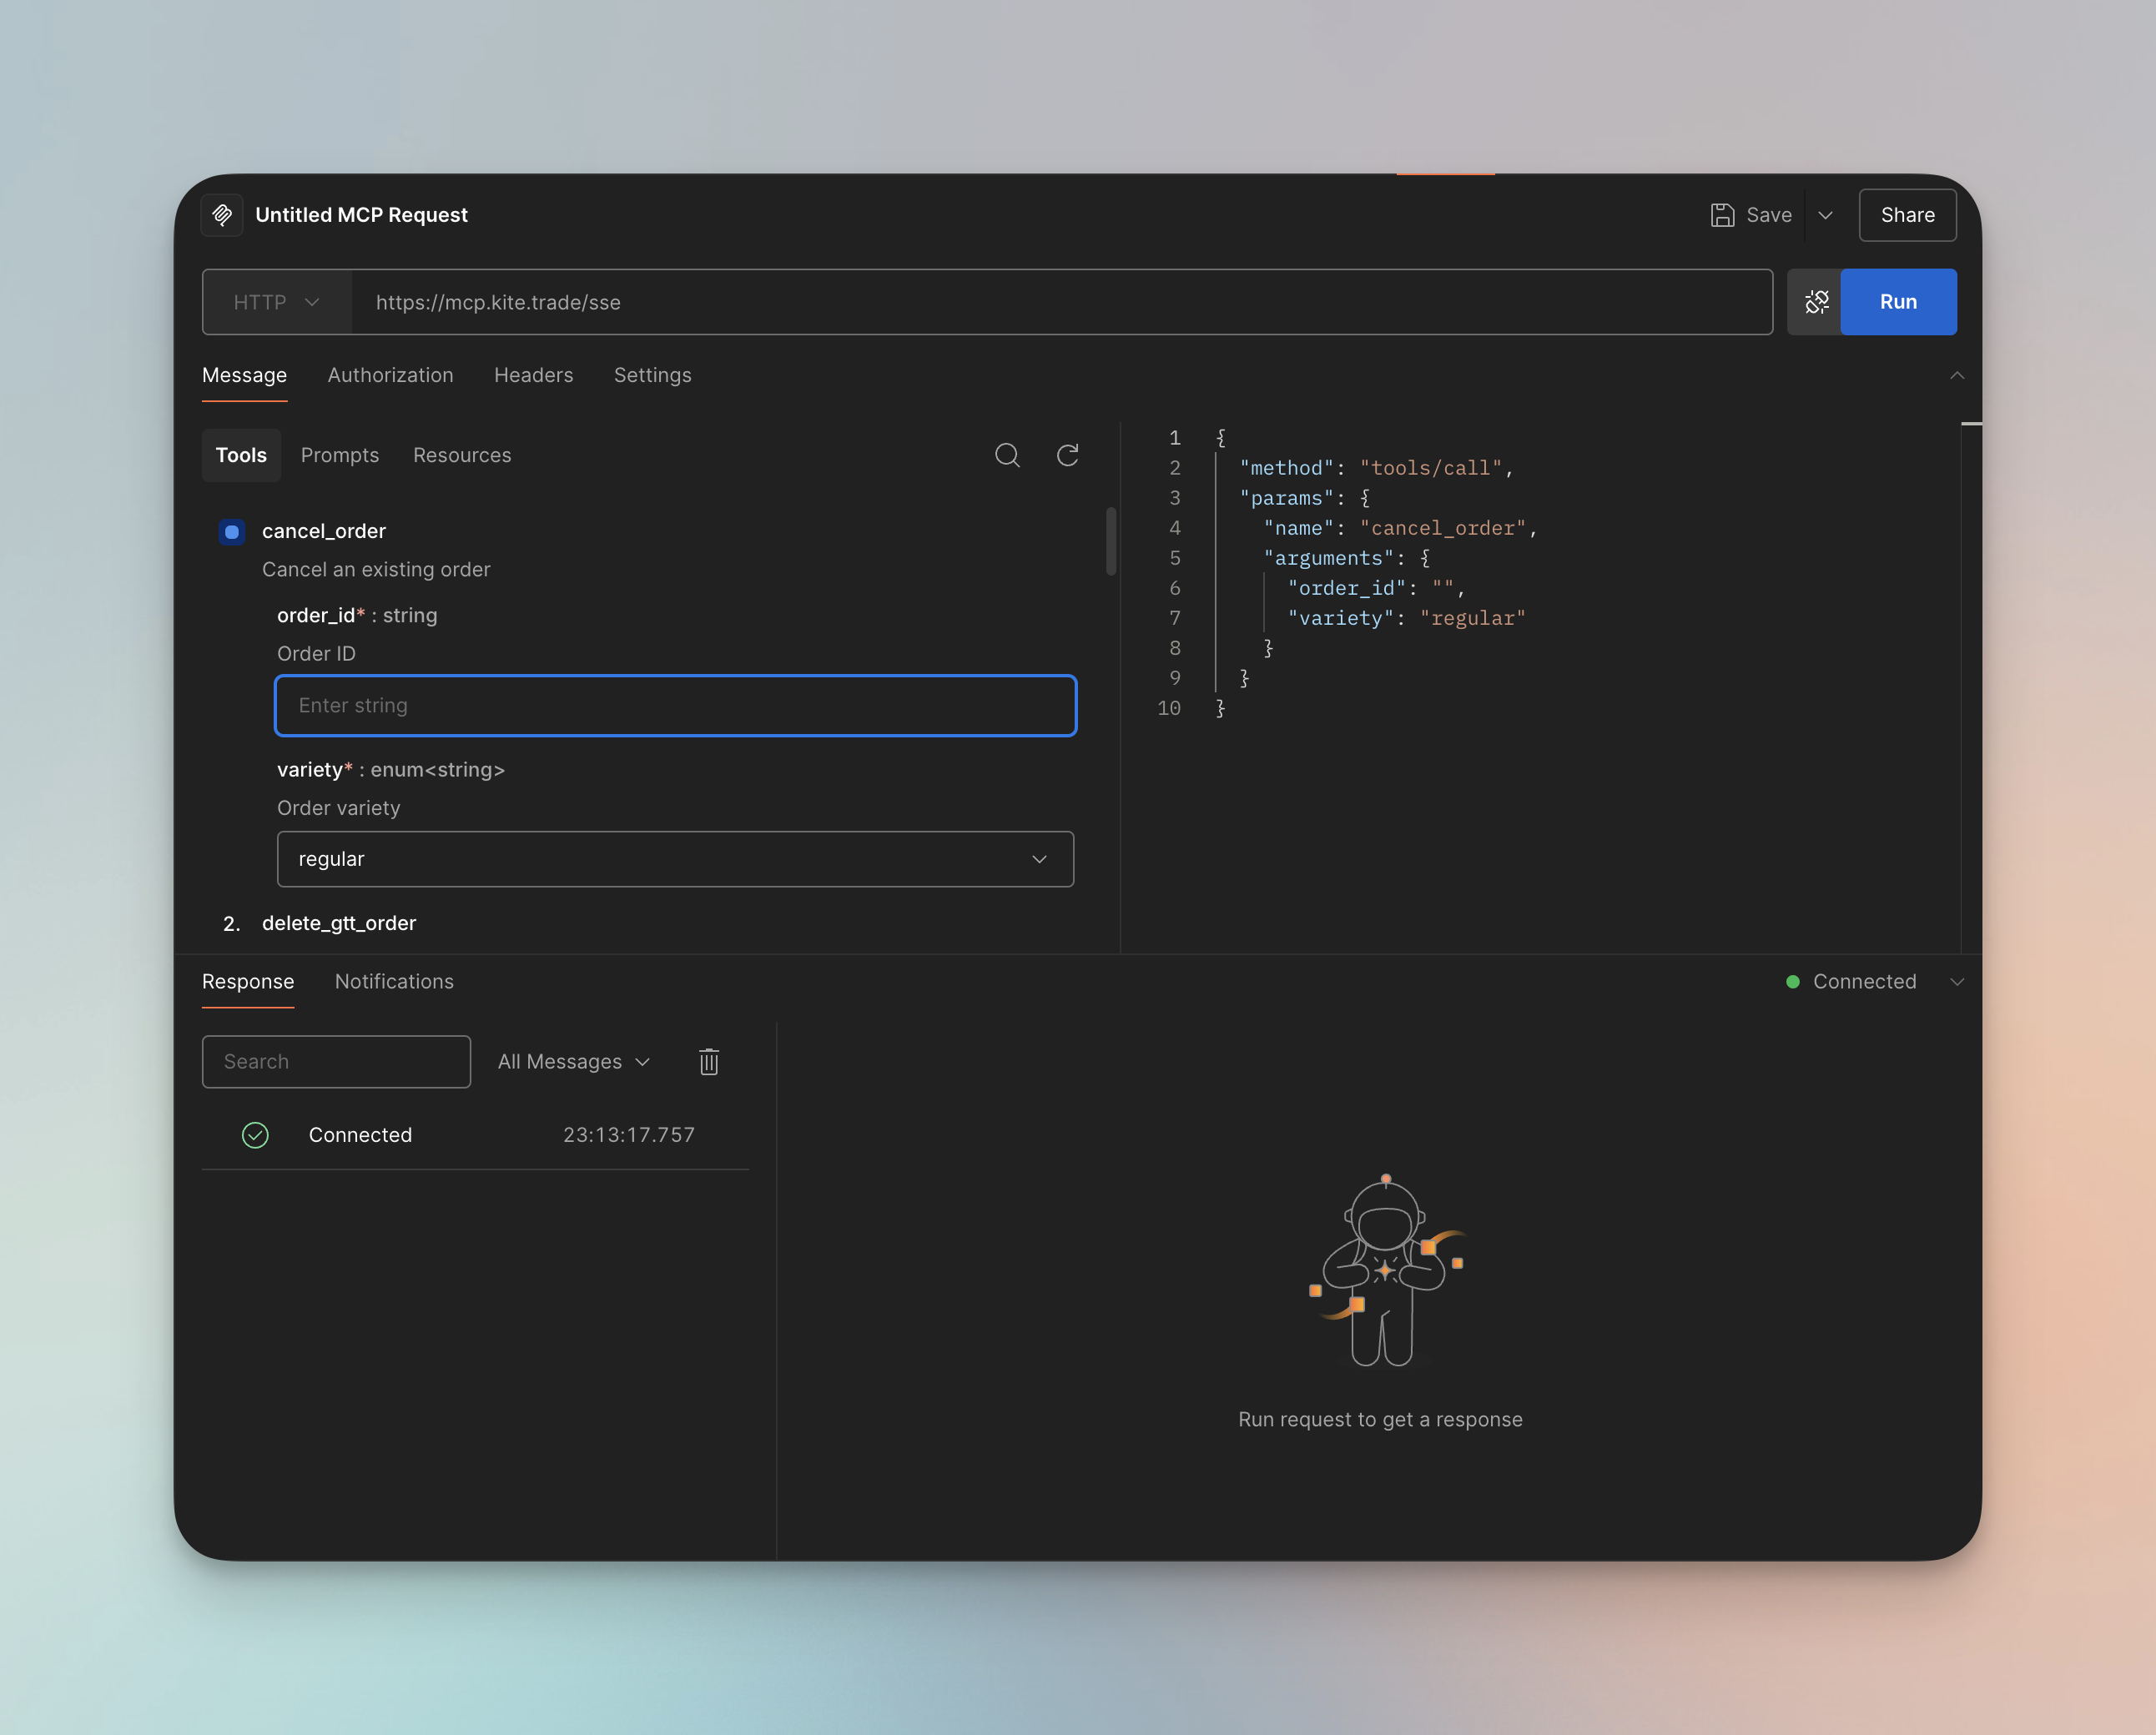 Untitled MCP Request
Save
Share
HTTP
https://mcp.kite.trade/sse
Run
Message
Authorization
Headers
Settings
Tools
Prompts
Resources
cancel_order
Cancel an existing order
order_id* : string
Order ID
Enter string
variety* : enum<string>
Order variety
regular
2. delete_gtt_order
1 {
2 "method": "tools/call",
3 "params": {
4 "name": "cancel_order",
5 "arguments": {
6 "order_id": "",
7 "variety": "regular"
8 }
9 }
10 }
Response
Notifications
Connected
Search
All Messages
Connected 23:13:17.757
Run request to get a response